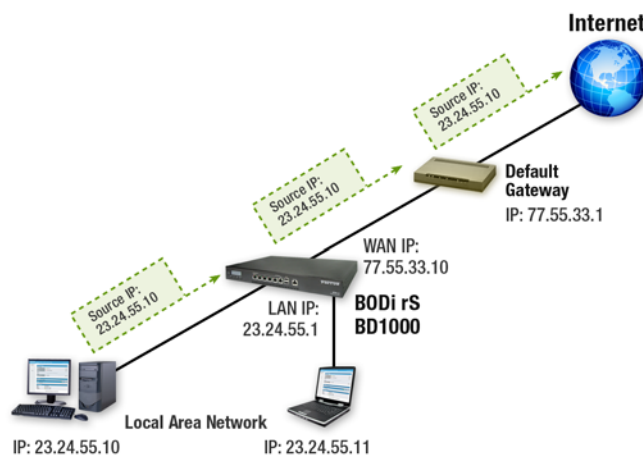 Internet
Source IP:
23.24.55.10
Default
Gateway
IP: 77.55.33.1
Source IP:
23.24.55.10
WAN IP:
77.55.33.10
BODi rS
BD1000
LAN IP:
23.24.55.1
Source IP:
23.24.55.10
Local Area Network
IP: 23.24.55.10
IP: 23.24.55.11